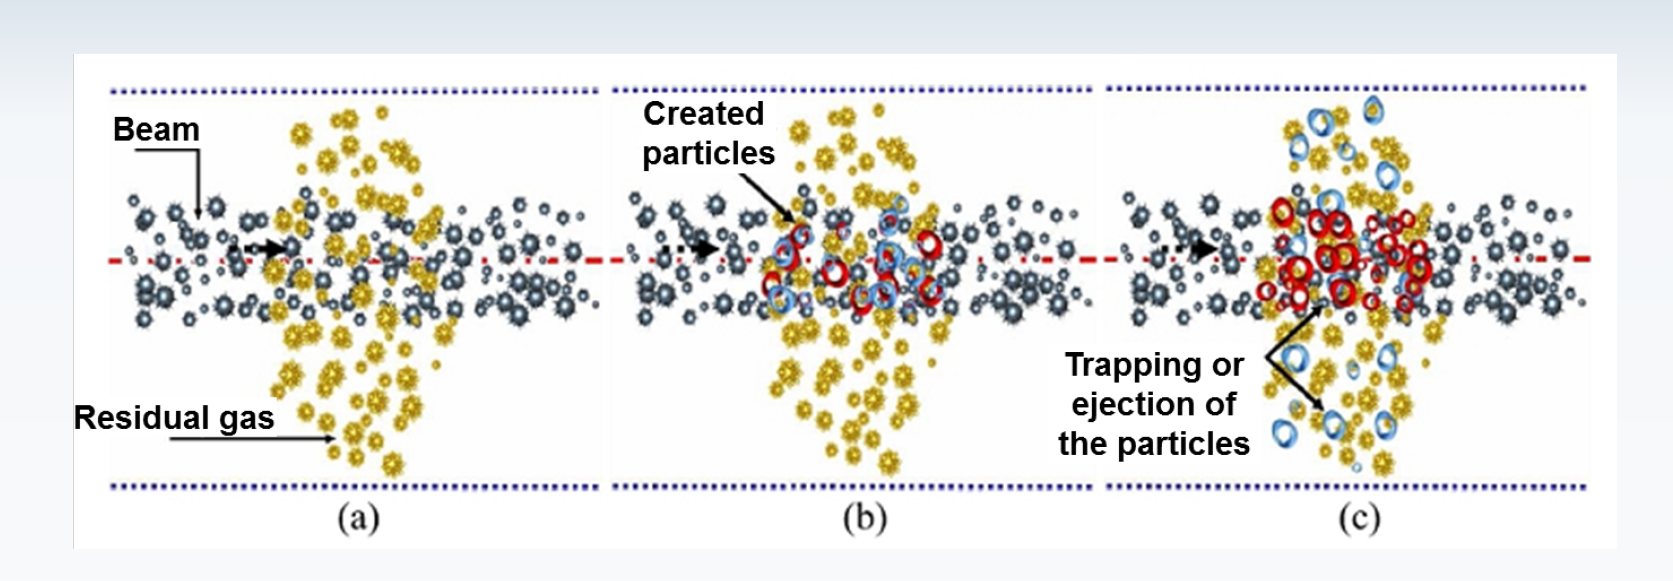 Beam
Residual gas
(a)
Created
particles
(b)
Trapping or
ejection of
the particles
(c)